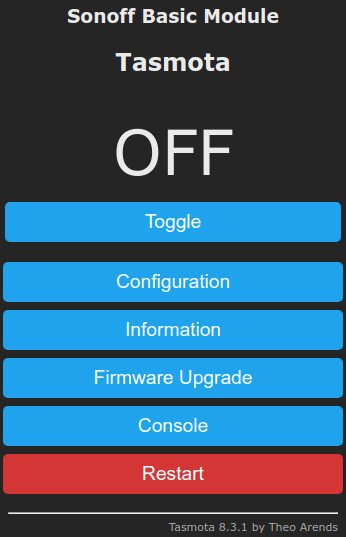 Sonoff Basic Module
Tasmota
OFF
Toggle
Configuration
Information
Firmware Upgrade
Console
Restart
Tasmota 8.3.1 by Theo Arends